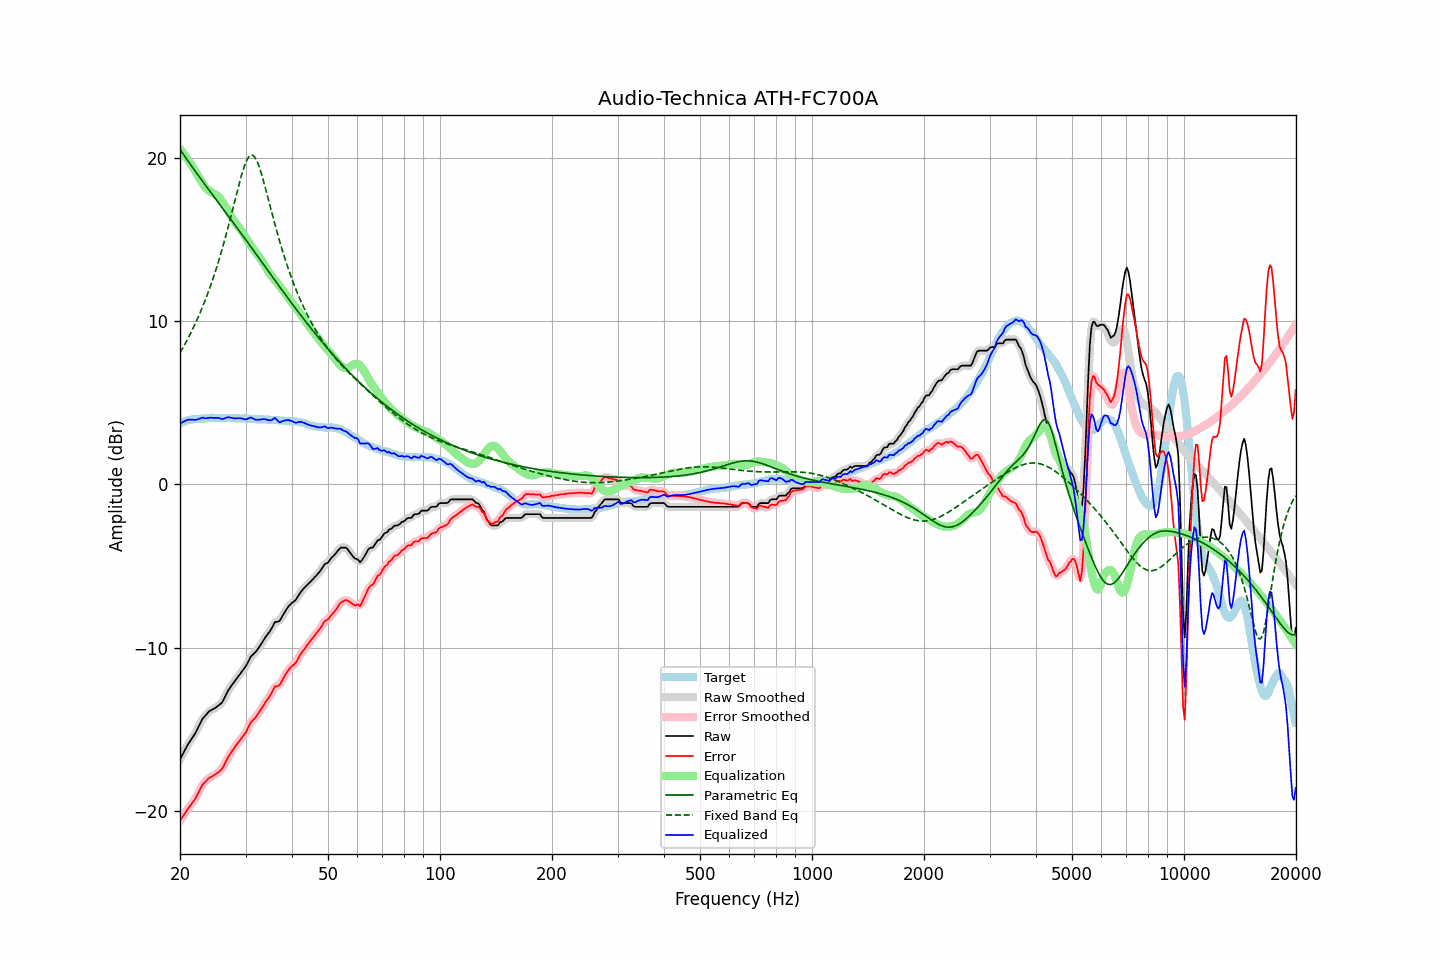 Audio-Technica ATH-FC700A
Amplitude (dBr)
20
10
0
−10
−20
Target
Raw Smoothed
Error Smoothed
Raw
Error
Equalization
Parametric Eq
Fixed Band Eq
Equalized
20 50 100 200 500 1000 2000 5000 10000 20000
Frequency (Hz)